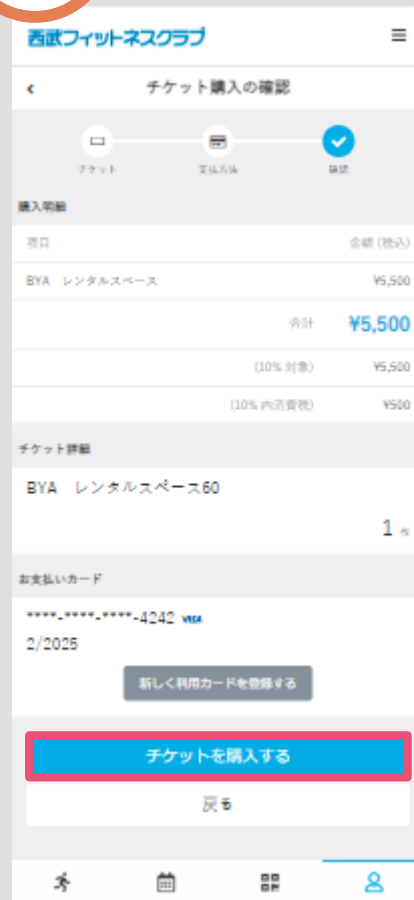 西武フィットネスクラブ
チケット購入の確認
チケット 支払方法 確認
購入明細
項目 金額 (税込)
BYA レンタルスペース ¥5,500
合計 ¥5,500
(10% 対象) ¥5,500
(10% 内消費税) ¥500
チケット詳細
BYA レンタルスペース60
1 枚
お支払いカード
****-****-****-4242 VISA
2/2025
新しく利用カードを登録する
チケットを購入する
戻る